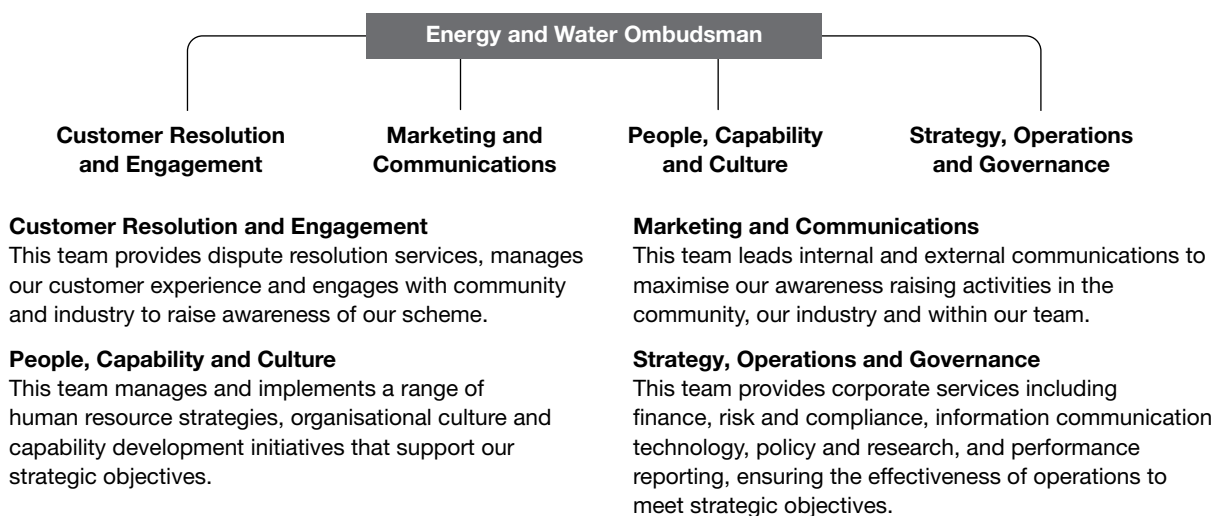 Energy and Water Ombudsman
Customer Resolution
and Engagement
Marketing and
Communications
People, Capability
and Culture
Strategy, Operations
and Governance
Customer Resolution and Engagement
This team provides dispute resolution services, manages
our customer experience and engages with community
and industry to raise awareness of our scheme.
People, Capability and Culture
This team manages and implements a range of
human resource strategies, organisational culture and
capability development initiatives that support our
strategic objectives.
Marketing and Communications
This team leads internal and external communications to
maximise our awareness raising activities in the
community, our industry and within our team.
Strategy, Operations and Governance
This team provides corporate services including
finance, risk and compliance, information communication
technology, policy and research, and performance
reporting, ensuring the effectiveness of operations to
meet strategic objectives.